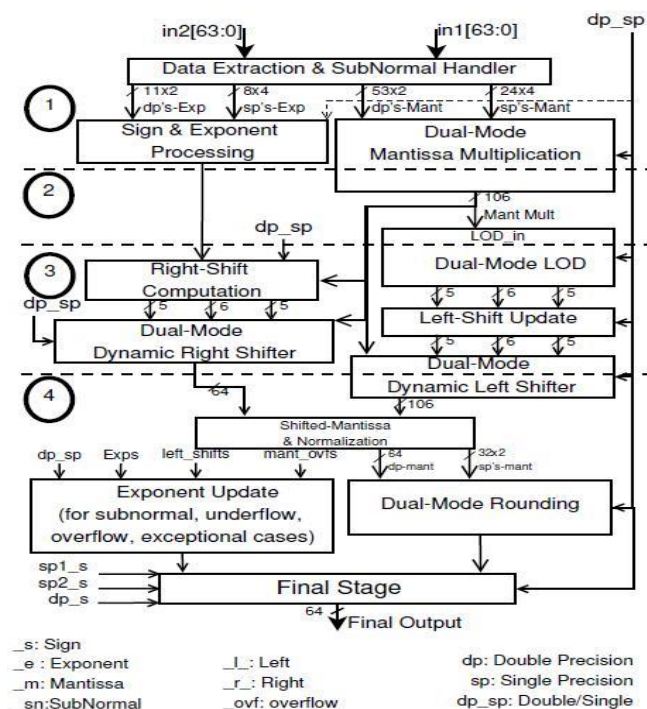 dp_sp
in2[63:0] in1[63:0]
Data Extraction & SubNormal Handler
11x2 8x4 53x2 24x4
dp's-Exp sp's-Exp dp's-Mant sp's-Mant
1
Sign & Exponent
Processing
Dual-Mode
Mantissa Multiplication
2
106
Mant Mult
dp_sp
LOD_in
3
Right-Shift
Computation
Dual-Mode LOD
dp_sp
5 6 5
5 6 5
Left-Shift Update
5 6 5
Dual-Mode
Dynamic Right Shifter
Dual-Mode
Dynamic Left Shifter
4
64
106
Shifted-Mantissa
& Normalization
dp_sp Exps left_shifts mant_ovfs
64 32x2
dp-mant sp's-mant
Exponent Update
(for subnormal, underflow,
overflow, exceptional cases)
Dual-Mode Rounding
sp1_s
sp2_s
dp_s
Final Stage
64
Final Output
_s: Sign
_e : Exponent _l_: Left dp: Double Precision
_m: Mantissa _r_: Right sp: Single Precision
_sn:SubNormal _ovf: overflow dp_sp: Double/Single